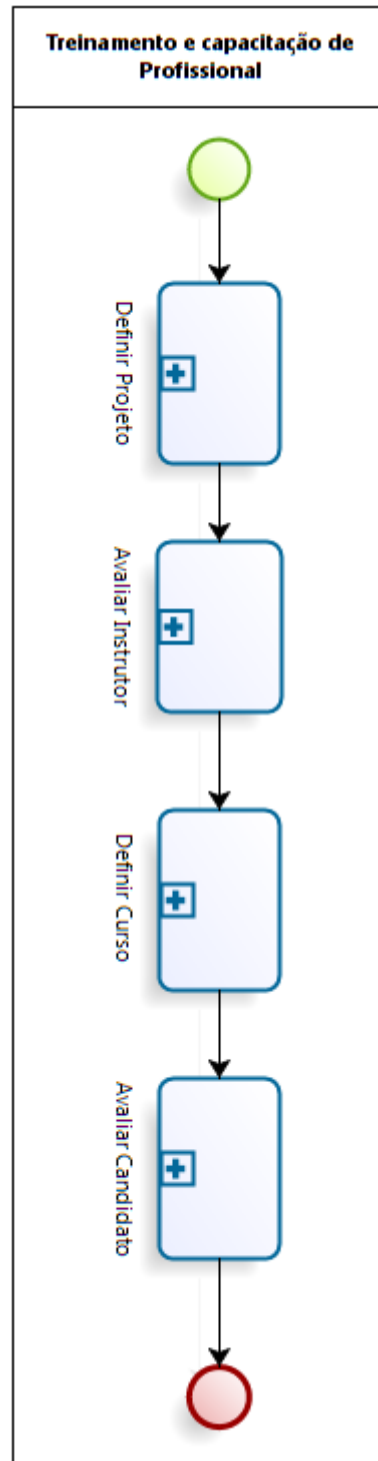 Treinamento e capacitação de
Profissional
Definir Projeto
Avaliar Instrutor
Definir Curso
Avaliar Candidato